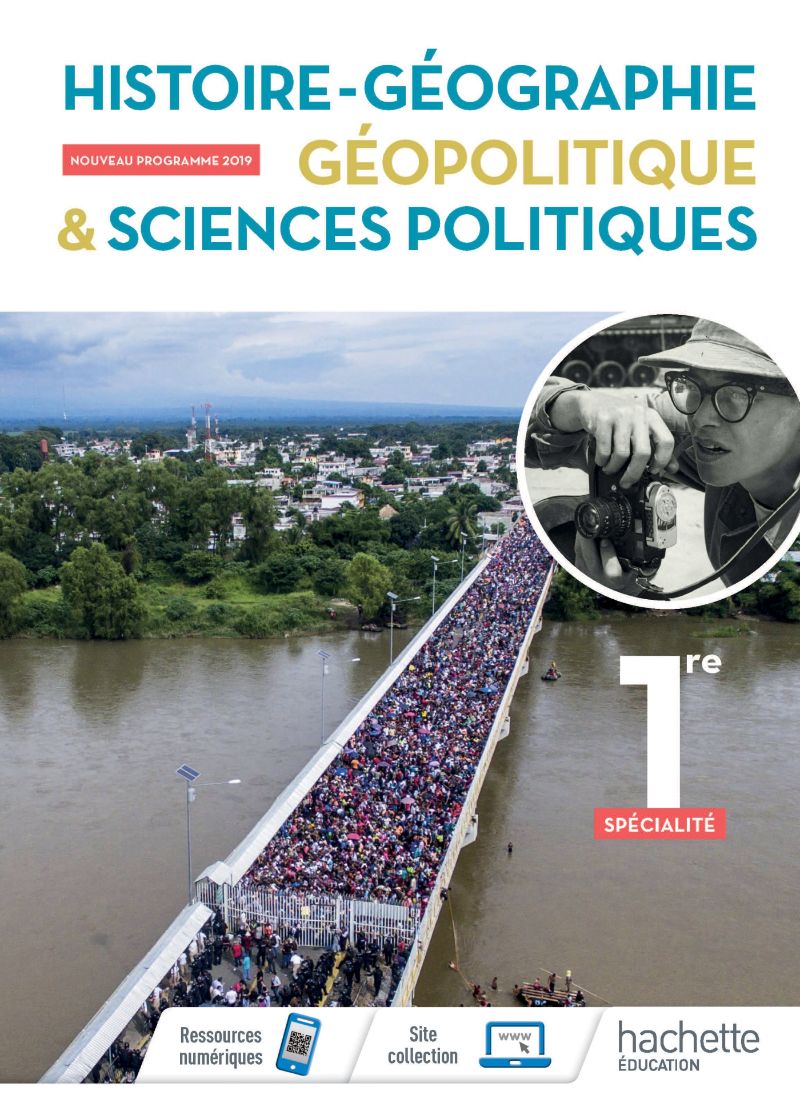 HISTOIRE-GÉOGRAPHIE
NOUVEAU PROGRAMME 2019
GÉOPOLITIQUE
& SCIENCES POLITIQUES
1re
SPÉCIALITÉ
Ressources
numériques
Site
collection
www
hachette
ÉDUCATION